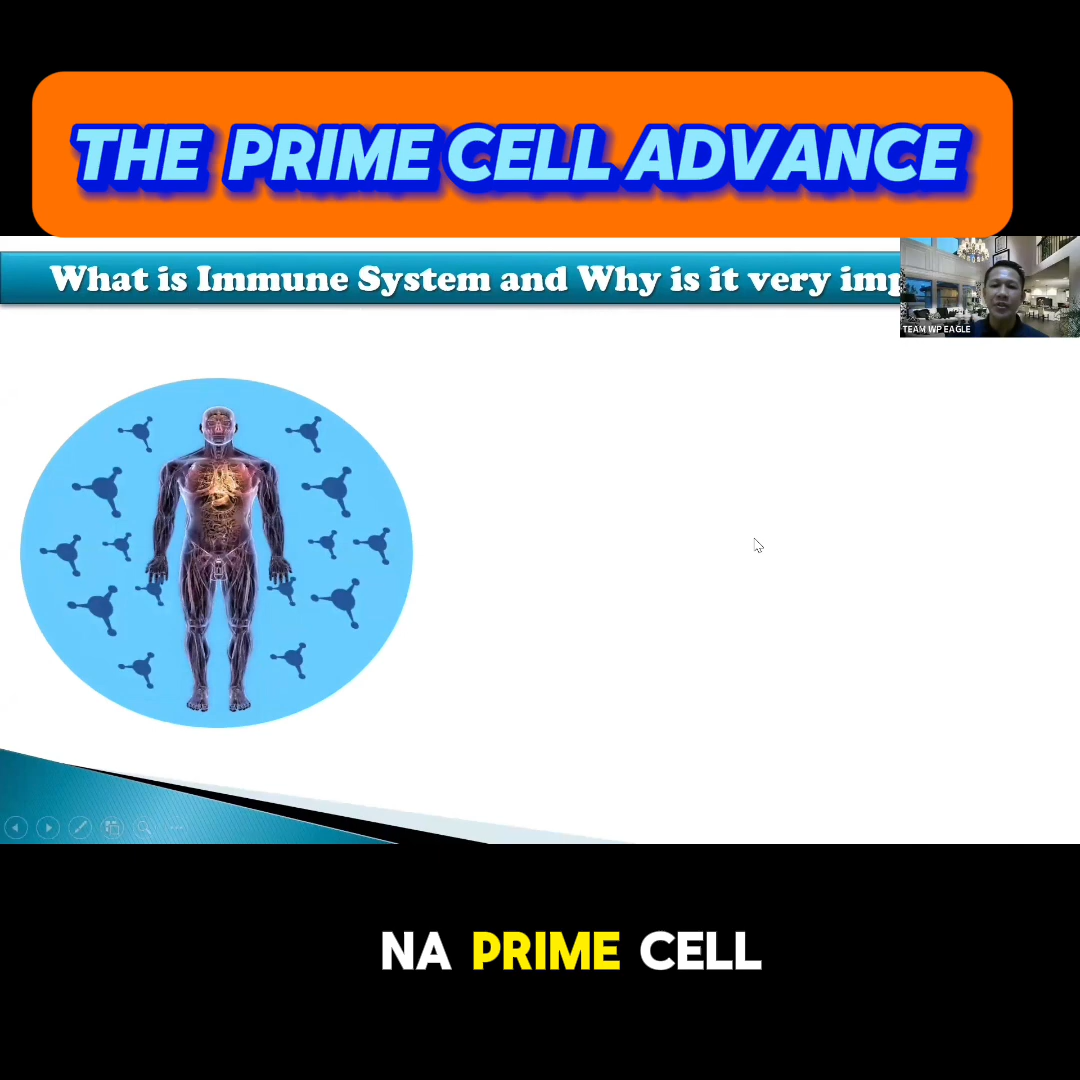 THE PRIME CELL ADVANCE
What is Immune System and Why is it very imp
TEAM WP EAGLE
NA PRIME CELL